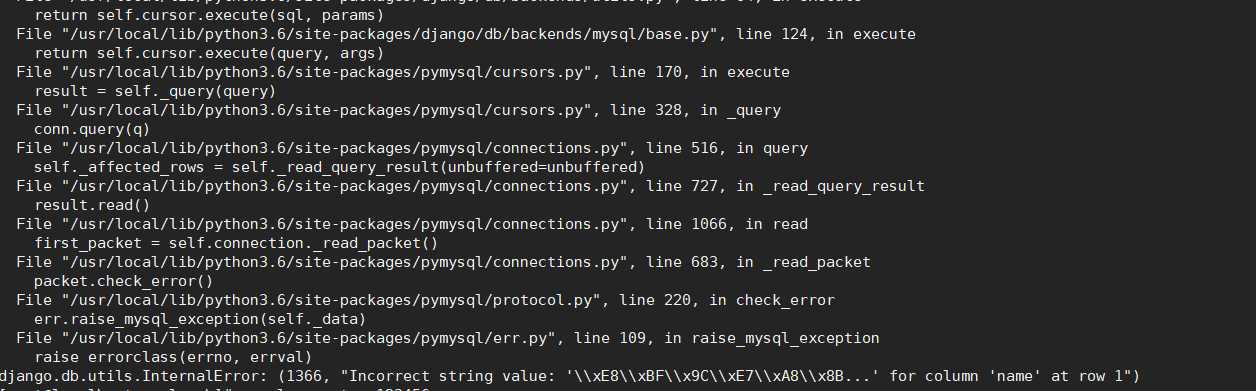 return self.cursor.execute(sql, params)
File "/usr/local/lib/python3.6/site-packages/django/db/backends/mysql/base.py", line 124, in execute
return self.cursor.execute(query, args)
File "/usr/local/lib/python3.6/site-packages/pymysql/cursors.py", line 170, in execute
result = self._query(query)
File "/usr/local/lib/python3.6/site-packages/pymysql/cursors.py", line 328, in _query
conn.query(q)
File "/usr/local/lib/python3.6/site-packages/pymysql/connections.py", line 516, in query
self._affected_rows = self._read_query_result(unbuffered=unbuffered)
File "/usr/local/lib/python3.6/site-packages/pymysql/connections.py", line 727, in _read_query_result
result.read()
File "/usr/local/lib/python3.6/site-packages/pymysql/connections.py", line 1066, in read
first_packet = self.connection._read_packet()
File "/usr/local/lib/python3.6/site-packages/pymysql/connections.py", line 683, in _read_packet
packet.check_error()
File "/usr/local/lib/python3.6/site-packages/pymysql/protocol.py", line 220, in check_error
err.raise_mysql_exception(self._data)
File "/usr/local/lib/python3.6/site-packages/pymysql/err.py", line 109, in raise_mysql_exception
raise errorclass(errno, errval)
django.db.utils.InternalError: (1366, "Incorrect string value: '\\xE8\\xBF\\x9C\\xE7\\xA8\\x8B...' for column 'name' at row 1")